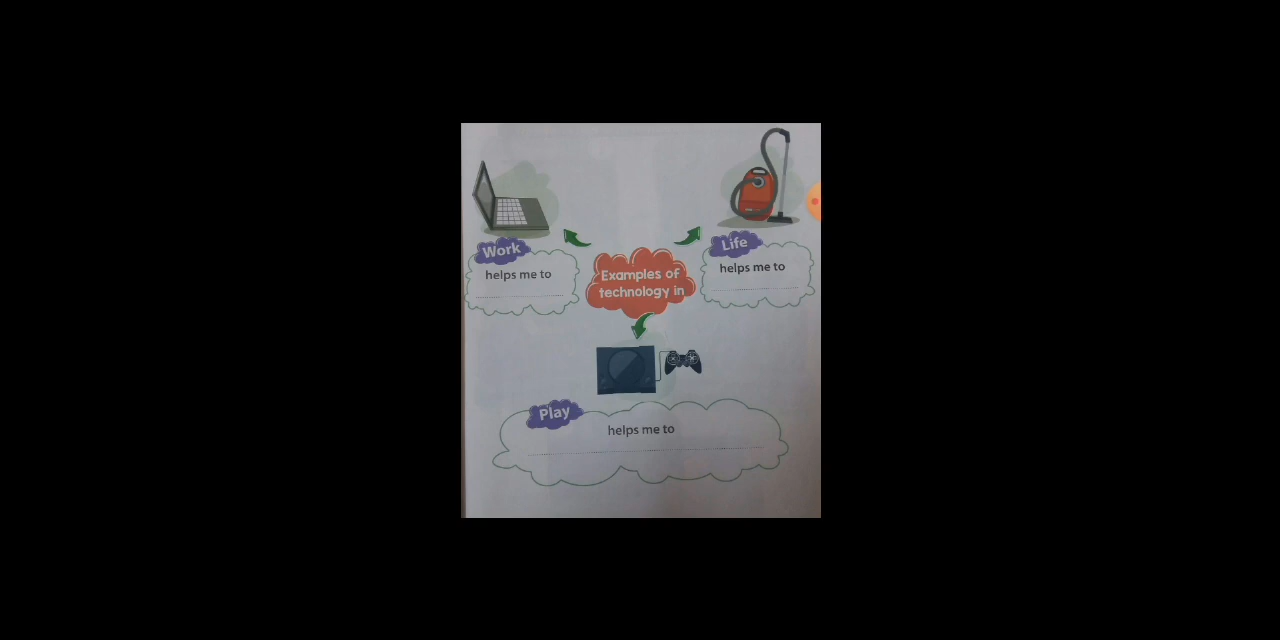 Work
helps me to
Examples of
technology in
Life
helps me to
Play
helps me to